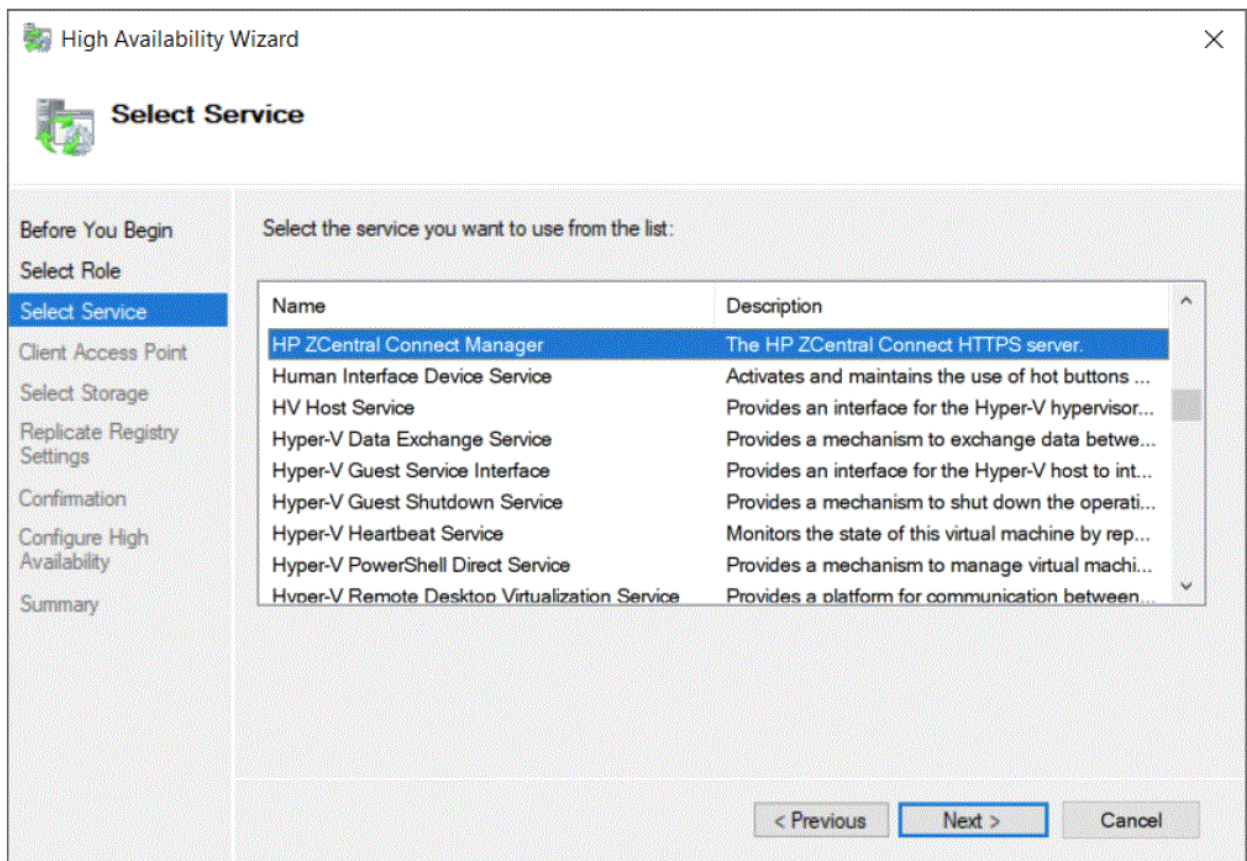 High Availability Wizard
Select Service
Before You Begin
Select Role
Select Service
Client Access Point
Select Storage
Replicate Registry
Settings
Confirmation
Configure High
Availability
Summary
Select the service you want to use from the list:
Name Description
HP ZCentral Connect Manager The HP ZCentral Connect HTTPS server.
Human Interface Device Service Activates and maintains the use of hot buttons ...
HV Host Service Provides an interface for the Hyper-V hypervisor...
Hyper-V Data Exchange Service Provides a mechanism to exchange data betwe...
Hyper-V Guest Service Interface Provides an interface for the Hyper-V host to int...
Hyper-V Guest Shutdown Service Provides a mechanism to shut down the operati...
Hyper-V Heartbeat Service Monitors the state of this virtual machine by rep...
Hyper-V PowerShell Direct Service Provides a mechanism to manage virtual machi...
Hyper-V Remote Desktop Virtualization Service Provides a platform for communication between...
< Previous Next > Cancel